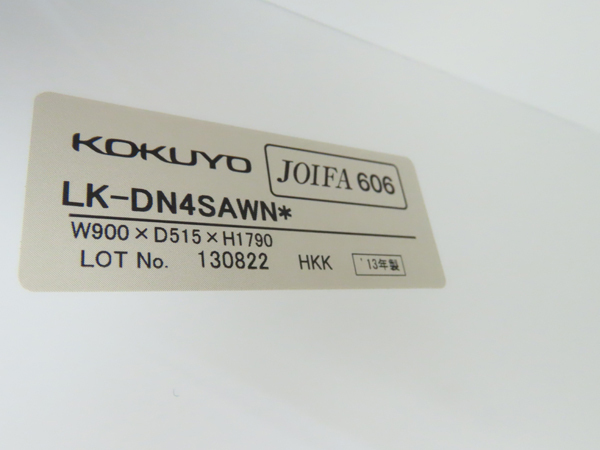 KOKUYO JOIFA 606
LK-DN4SAWN*
W900×D515×H1790
LOT No. 130822 HKK '13年製